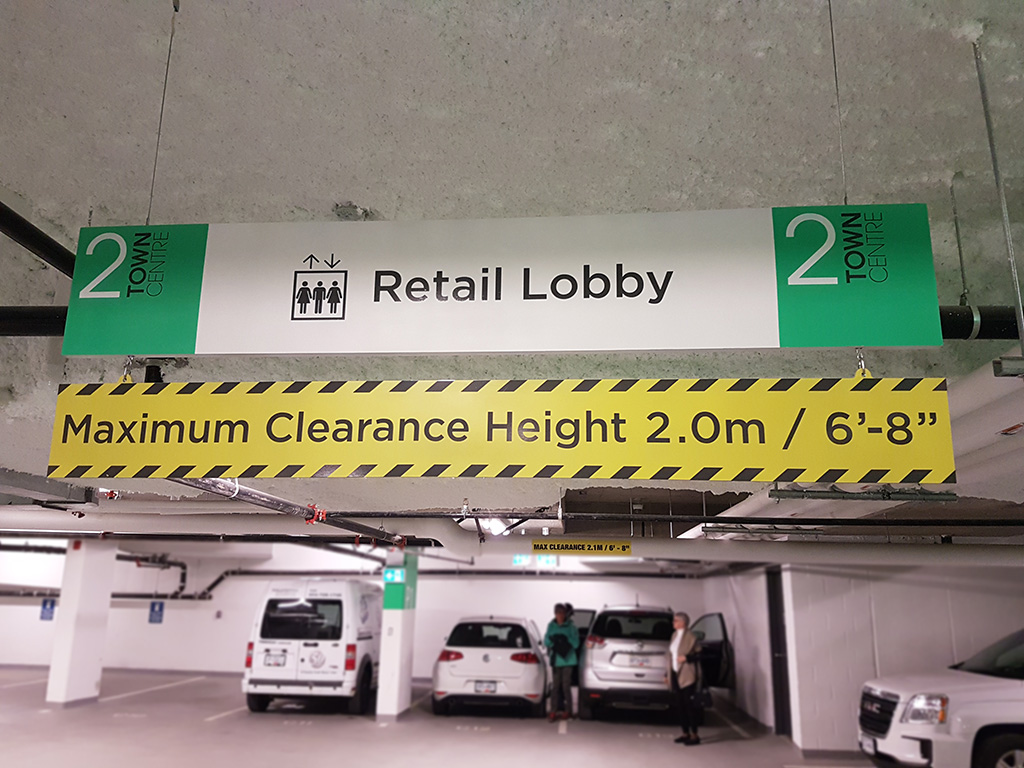 2 TOWN CENTRE
Retail Lobby
2 TOWN CENTRE
Maximum Clearance Height 2.0m / 6'-8”
MAX CLEARANCE 2.1M / 6' - 8"
GMC